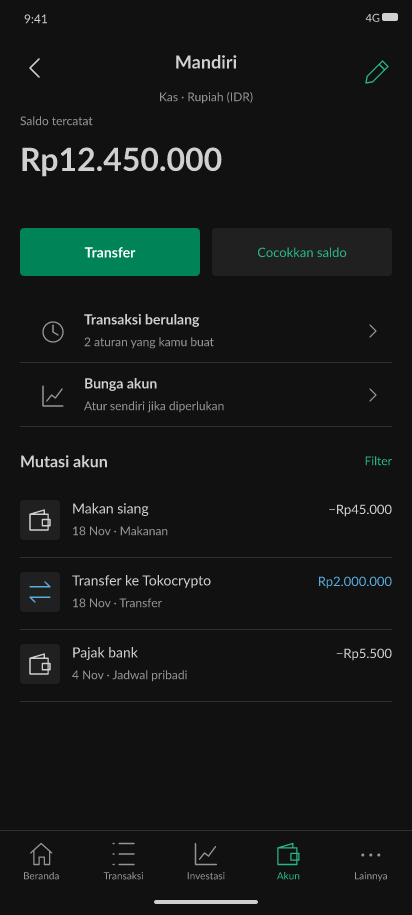 9:41
4G
Mandiri
Kas · Rupiah (IDR)
Saldo tercatat
Rp12.450.000
Transfer
Cocokkan saldo
Transaksi berulang
2 aturan yang kamu buat
Bunga akun
Atur sendiri jika diperlukan
Mutasi akun
Filter
Makan siang
−Rp45.000
18 Nov · Makanan
Transfer ke Tokocrypto
Rp2.000.000
18 Nov · Transfer
Pajak bank
−Rp5.500
4 Nov · Jadwal pribadi
Beranda
Transaksi
Investasi
Akun
Lainnya